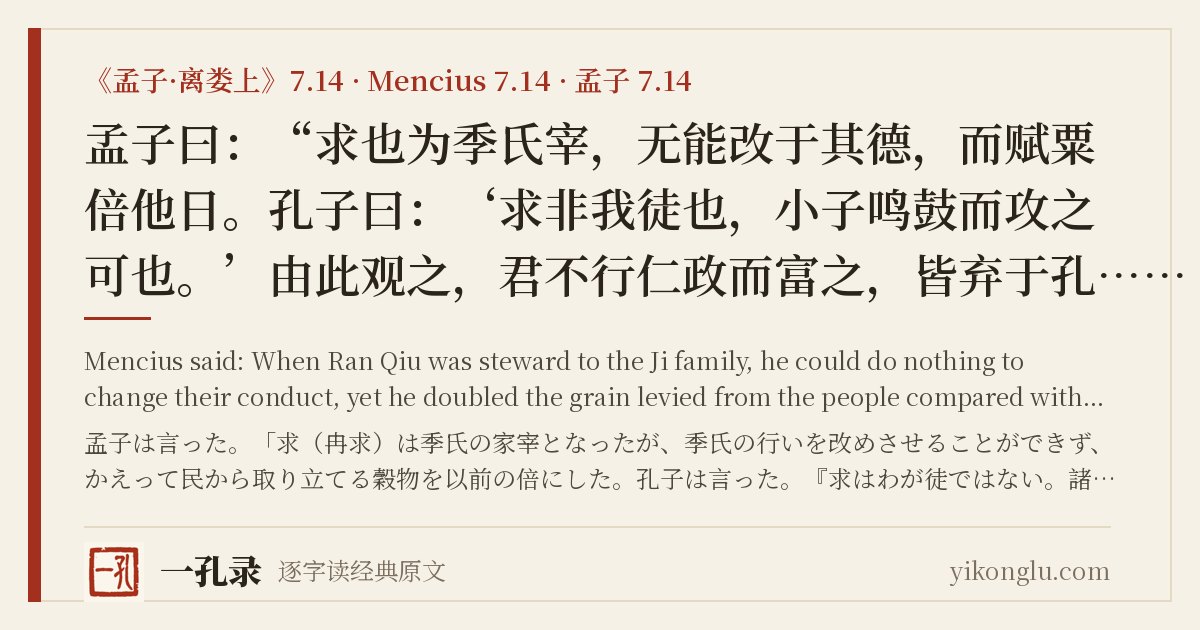 《孟子·离娄上》7.14 · Mencius 7.14 · 孟子 7.14
孟子曰：“求也为季氏宰，无能改于其德，而赋粟
倍他日。孔子曰：‘求非我徒也，小子鸣鼓而攻之
可也。’由此观之，君不行仁政而富之，皆弃于孔……
Mencius said: When Ran Qiu was steward to the Ji family, he could do nothing to
change their conduct, yet he doubled the grain levied from the people compared with…
孟子は言った。「求（冉求）は季氏の家宰となったが、季氏の行いを改めさせることができず、
かえって民から取り立てる穀物を以前の倍にした。孔子は言った。『求はわが徒ではない。諸…
一孔
一孔录 逐字读经典原文 yikonglu.com